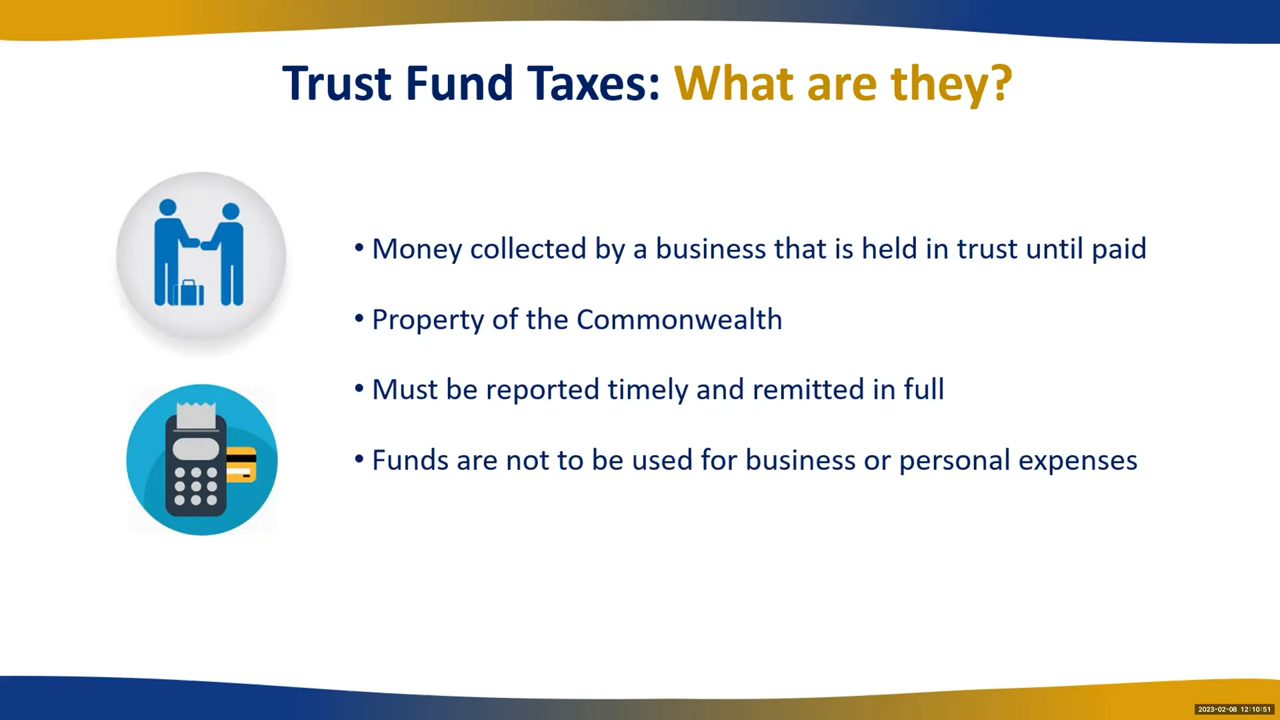 Trust Fund Taxes: What are they?
• Money collected by a business that is held in trust until paid
• Property of the Commonwealth
• Must be reported timely and remitted in full
• Funds are not to be used for business or personal expenses
2023-02-08 12:10:51